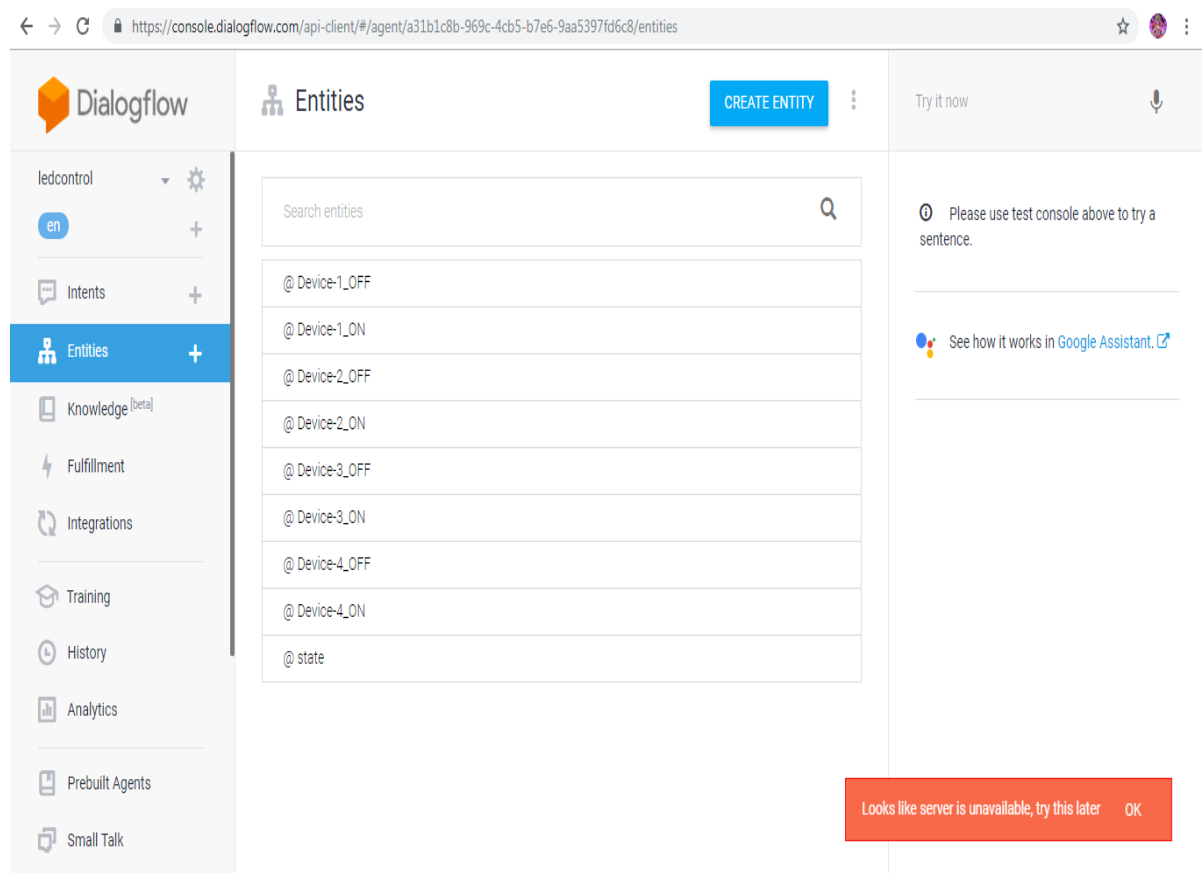 https://console.dialogflow.com/api-client/#/agent/a31b1c8b-969c-4cb5-b7e6-9aa5397fd6c8/entities
Dialogflow
ledcontrol
en
Intents
Entities
Knowledge [beta]
Fulfillment
Integrations
Training
History
Analytics
Prebuilt Agents
Small Talk
Entities
CREATE ENTITY
Search entities
@ Device-1_OFF
@ Device-1_ON
@ Device-2_OFF
@ Device-2_ON
@ Device-3_OFF
@ Device-3_ON
@ Device-4_OFF
@ Device-4_ON
@ state
Try it now
Please use test console above to try a
sentence.
See how it works in Google Assistant.
Looks like server is unavailable, try this later OK